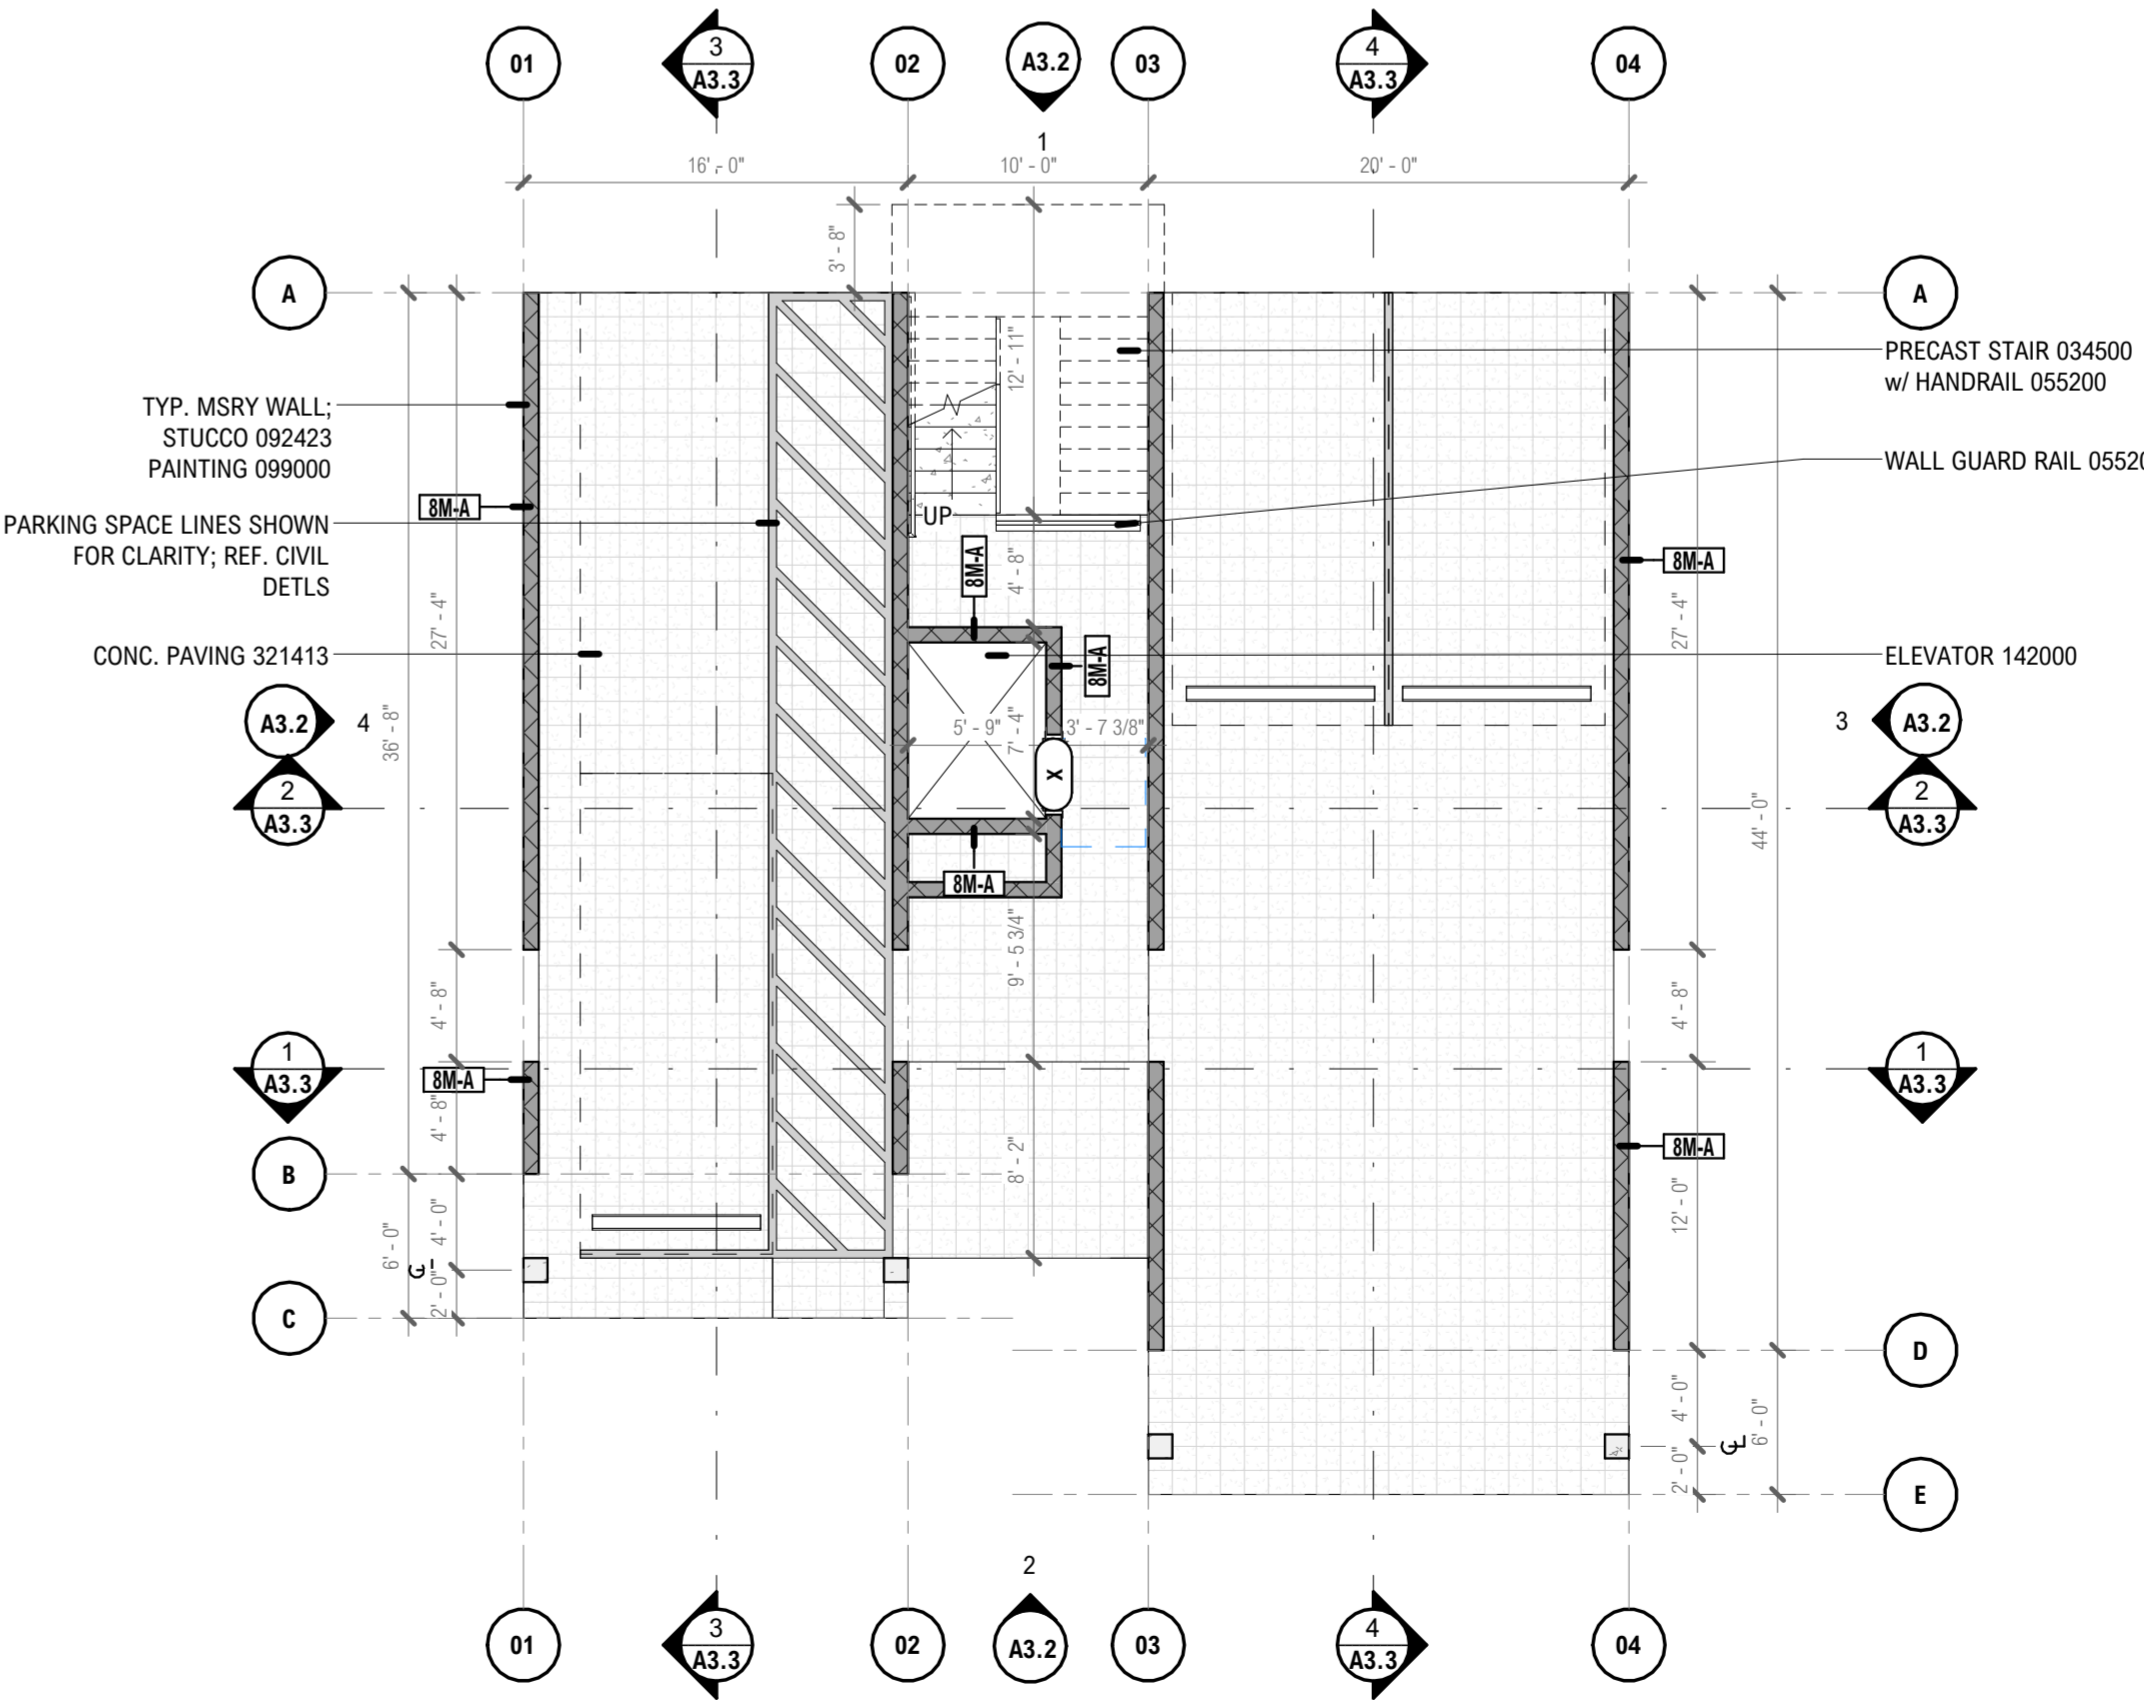 01
3
A3.3
02
A3.2
1
03
4
A3.3
04
16' - 0"
10' - 0"
20' - 0"
3' - 8"
A
A
12' - 11"
PRECAST STAIR 034500
w/ HANDRAIL 055200
TYP. MSRY WALL;
STUCCO 092423
PAINTING 099000
WALL GUARD RAIL 05520
8M-A
PARKING SPACE LINES SHOWN
FOR CLARITY; REF. CIVIL
DETLS
UP
8M-A
4' - 8"
8M-A
27' - 4"
27' - 4"
CONC. PAVING 321413
8M-A
ELEVATOR 142000
A3.2
4
36' - 8"
5' - 9"
7' - 4"
3' - 7 3/8"
3
A3.2
X
2
A3.3
2
A3.3
44' - 0"
8M-A
9' - 5 3/4"
4' - 8"
4' - 8"
1
A3.3
8M-A
4' - 8"
1
A3.3
8M-A
B
8' - 2"
12' - 0"
6' - 0"
4' - 0"
CL
2' - 0"
C
D
4' - 0"
6' - 0"
CL
2' - 0"
E
2
01
3
A3.3
02
A3.2
03
4
A3.3
04